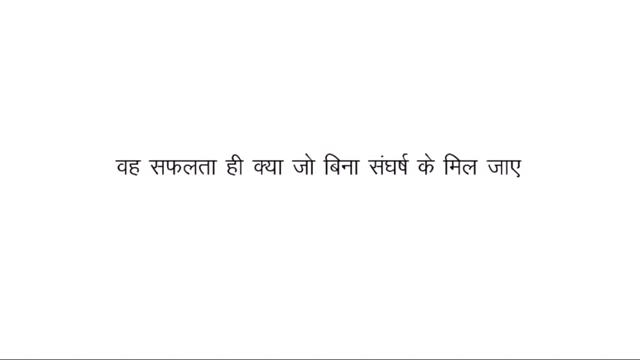 वह सफलता ही क्या जो बिना संघर्ष के मिल जाए